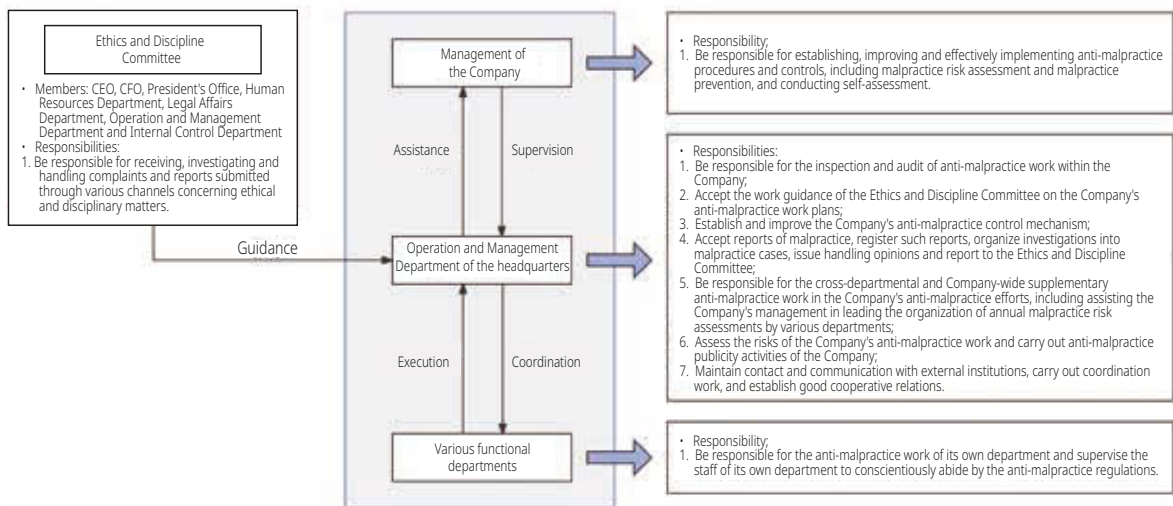 Ethics and Discipline
Committee
· Members: CEO, CFO, President's Office, Human
Resources Department, Legal Affairs
Department, Operation and Management
Department and Internal Control Department
· Responsibilities:
1. Be responsible for receiving, investigating and
handling complaints and reports submitted
through various channels concerning ethical
and disciplinary matters.
Guidance
Management of
the Company
Assistance
Supervision
Operation and Management
Department of the headquarters
Execution
Coordination
Various functional
departments
· Responsibility;
1. Be responsible for establishing, improving and effectively implementing anti-malpractice
procedures and controls, including malpractice risk assessment and malpractice
prevention, and conducting self-assessment.
· Responsibilities:
1. Be responsible for the inspection and audit of anti-malpractice work within the
Company;
2. Accept the work guidance of the Ethics and Discipline Committee on the Company's
anti-malpractice work plans;
3. Establish and improve the Company's anti-malpractice control mechanism;
4. Accept reports of malpractice, register such reports, organize investigations into
malpractice cases, issue handling opinions and report to the Ethics and Discipline
Committee;
5. Be responsible for the cross-departmental and Company-wide supplementary
anti-malpractice work in the Company's anti-malpractice efforts, including assisting the
Company's management in leading the organization of annual malpractice risk
assessments by various departments;
6. Assess the risks of the Company's anti-malpractice work and carry out anti-malpractice
publicity activities of the Company;
7. Maintain contact and communication with external institutions, carry out coordination
work, and establish good cooperative relations.
· Responsibility;
1. Be responsible for the anti-malpractice work of its own department and supervise the
staff of its own department to conscientiously abide by the anti-malpractice regulations.